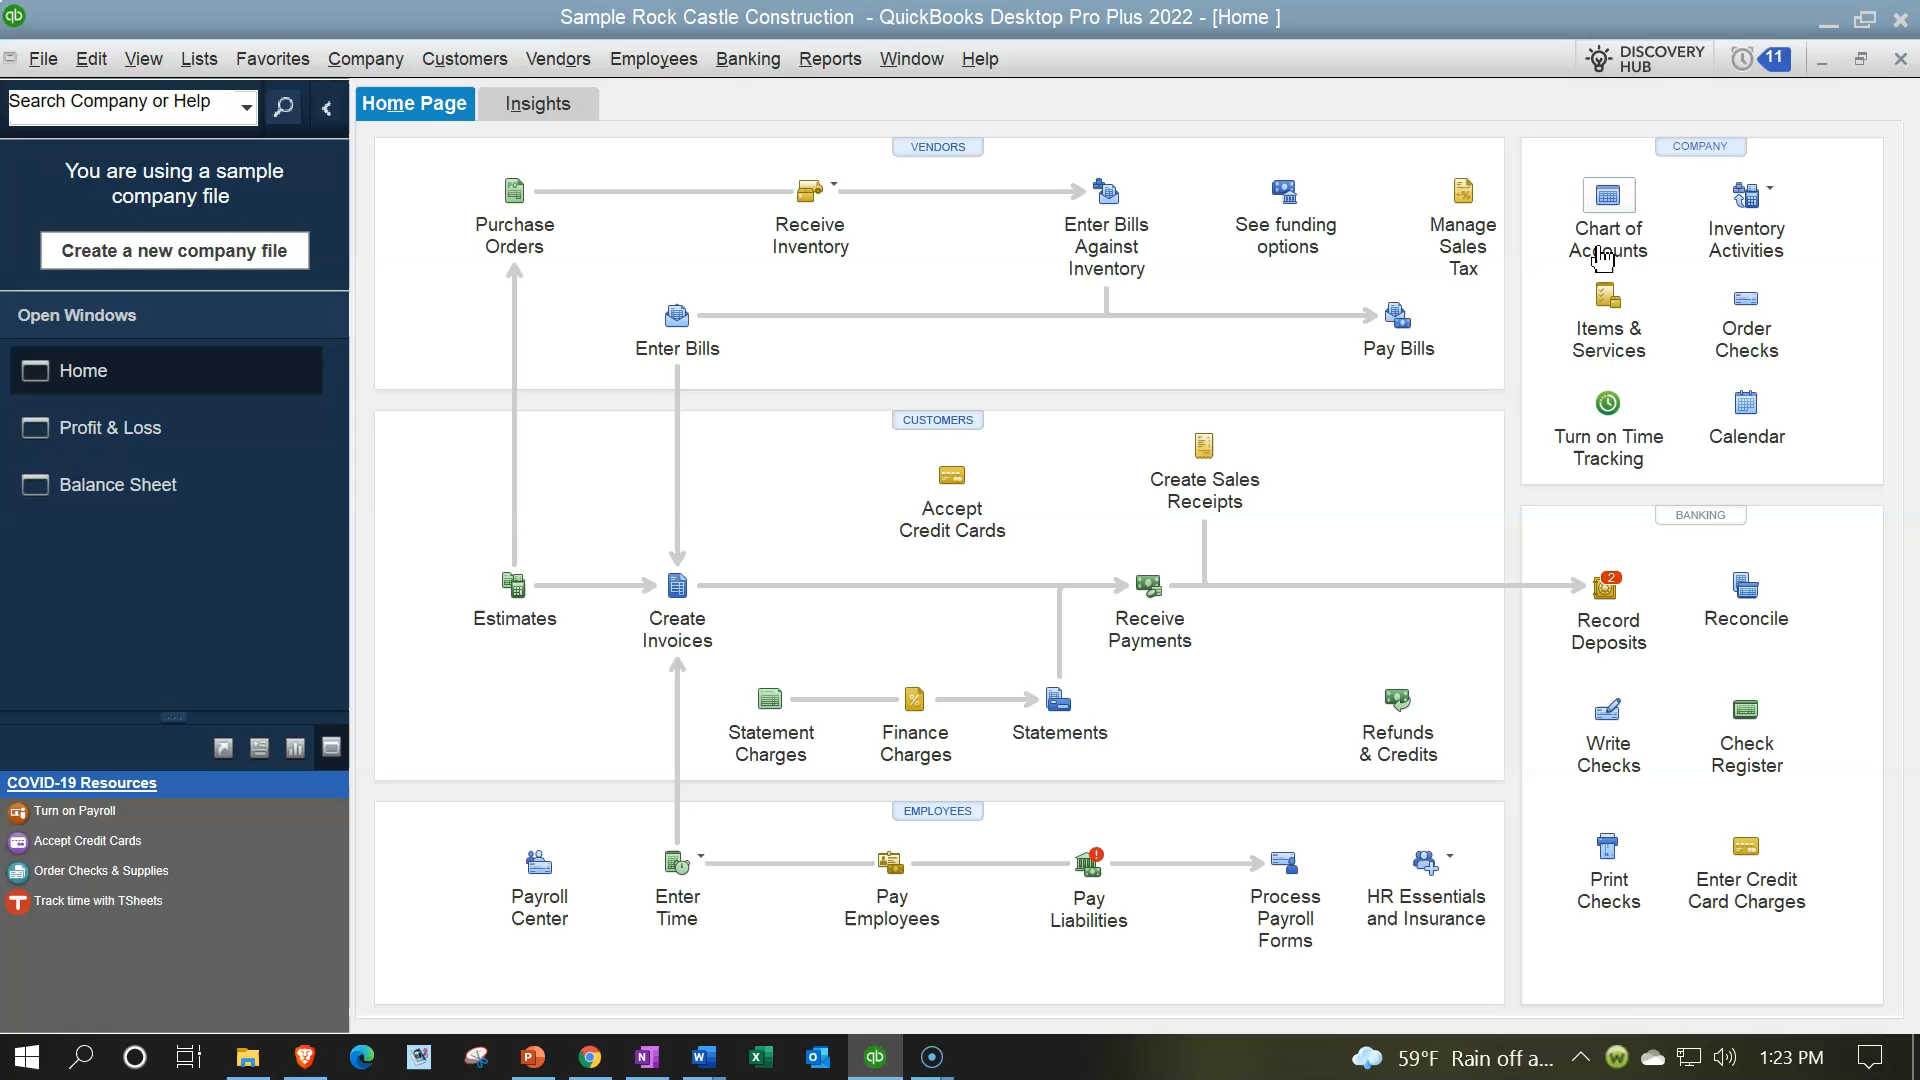 qb
Sample Rock Castle Construction - QuickBooks Desktop Pro Plus 2022 - [Home ]
File Edit View Lists Favorites Company Customers Vendors Employees Banking Reports Window Help
DISCOVERY
HUB
11
Search Company or Help
You are using a sample
company file
Create a new company file
Open Windows
Home
Profit & Loss
Balance Sheet
COVID-19 Resources
Turn on Payroll
Accept Credit Cards
Order Checks & Supplies
Track time with TSheets
Home Page
Insights
VENDORS
Purchase
Orders
Receive
Inventory
Enter Bills
Against
Inventory
See funding
options
Manage
Sales
Tax
Enter Bills
Pay Bills
CUSTOMERS
Accept
Credit Cards
Create Sales
Receipts
Estimates
Create
Invoices
Receive
Payments
Statement
Charges
Finance
Charges
Statements
Refunds
& Credits
EMPLOYEES
Payroll
Center
Enter
Time
Pay
Employees
Pay
Liabilities
Process
Payroll
Forms
HR Essentials
and Insurance
COMPANY
Chart of
Accounts
Inventory
Activities
Items &
Services
Order
Checks
Turn on Time
Tracking
Calendar
BANKING
2
Record
Deposits
Reconcile
Write
Checks
Check
Register
Print
Checks
Enter Credit
Card Charges
59°F Rain off a...
1:23 PM